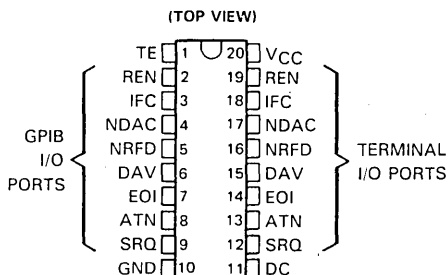 (TOP VIEW)
TE 1 20 VCC
REN 2 19 REN
IFC 3 18 IFC
NDAC 4 17 NDAC
NRFD 5 16 NRFD
DAV 6 15 DAV
EOI 7 14 EOI
ATN 8 13 ATN
SRQ 9 12 SRQ
GND 10 11 DC
GPIB
I/O
PORTS
TERMINAL
I/O PORTS